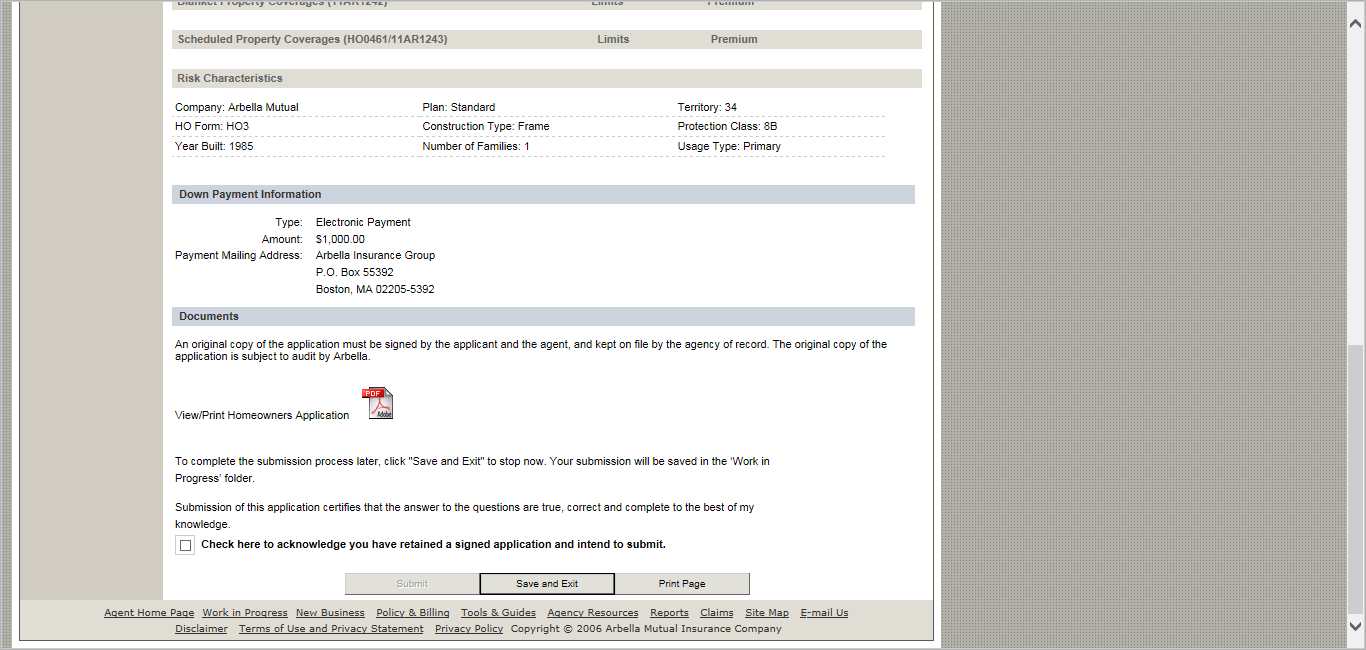 Blanket Property Coverages (11AR1242) Limits Premium
Scheduled Property Coverages (HO0461/11AR1243) Limits Premium
Risk Characteristics
Company: Arbella Mutual Plan: Standard Territory: 34
HO Form: HO3 Construction Type: Frame Protection Class: 8B
Year Built: 1985 Number of Families: 1 Usage Type: Primary
Down Payment Information
Type: Electronic Payment
Amount: $1,000.00
Payment Mailing Address: Arbella Insurance Group
P.O. Box 55392
Boston, MA 02205-5392
Documents
An original copy of the application must be signed by the applicant and the agent, and kept on file by the agency of record. The original copy of the
application is subject to audit by Arbella.
PDF
Adobe
View/Print Homeowners Application
To complete the submission process later, click "Save and Exit" to stop now. Your submission will be saved in the ‘Work in
Progress’ folder.
Submission of this application certifies that the answer to the questions are true, correct and complete to the best of my
knowledge.
Check here to acknowledge you have retained a signed application and intend to submit.
Submit Save and Exit Print Page
Agent Home Page Work in Progress New Business Policy & Billing Tools & Guides Agency Resources Reports Claims Site Map E-mail Us
Disclaimer Terms of Use and Privacy Statement Privacy Policy Copyright © 2006 Arbella Mutual Insurance Company